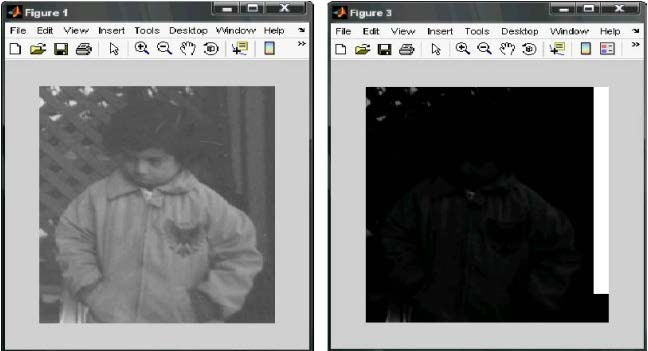 Figure 1
File Edit View Insert Tools Desktop Window Help
Figure 3
File Edit View Insert Tools Desktop Window Help